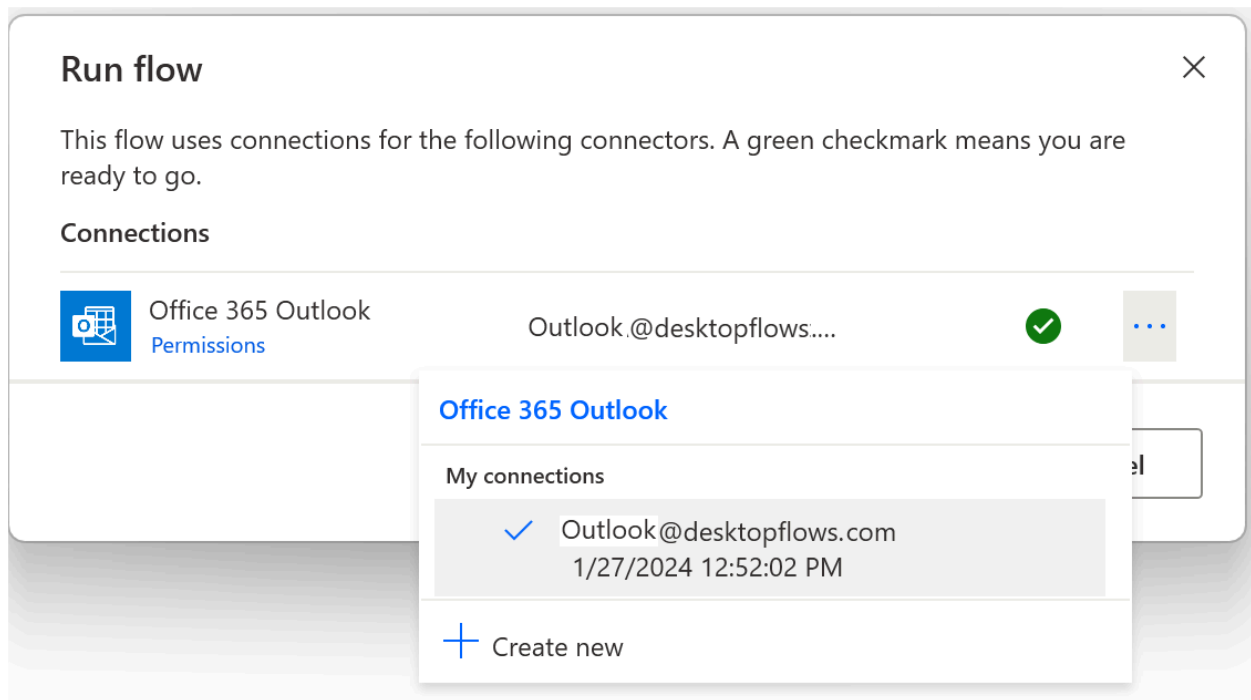 Run flow
This flow uses connections for the following connectors. A green checkmark means you are
ready to go.
Connections
Office 365 Outlook
Permissions
Outlook.@desktopflows....
Office 365 Outlook
My connections
Outlook@desktopflows.com
1/27/2024 12:52:02 PM
Create new